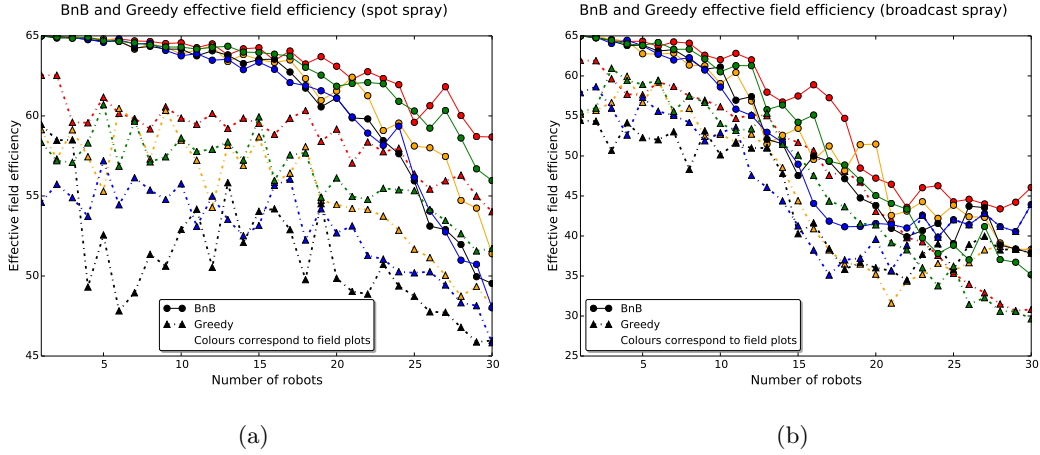 BnB and Greedy effective field efficiency (spot spray)
Effective field efficiency
65
60
55
50
45
5
10
15
20
25
30
Number of robots
BnB
Greedy
Colours correspond to field plots
(a)
BnB and Greedy effective field efficiency (broadcast spray)
Effective field efficiency
65
60
55
50
45
40
35
30
25
5
10
15
20
25
30
Number of robots
BnB
Greedy
Colours correspond to field plots
(b)